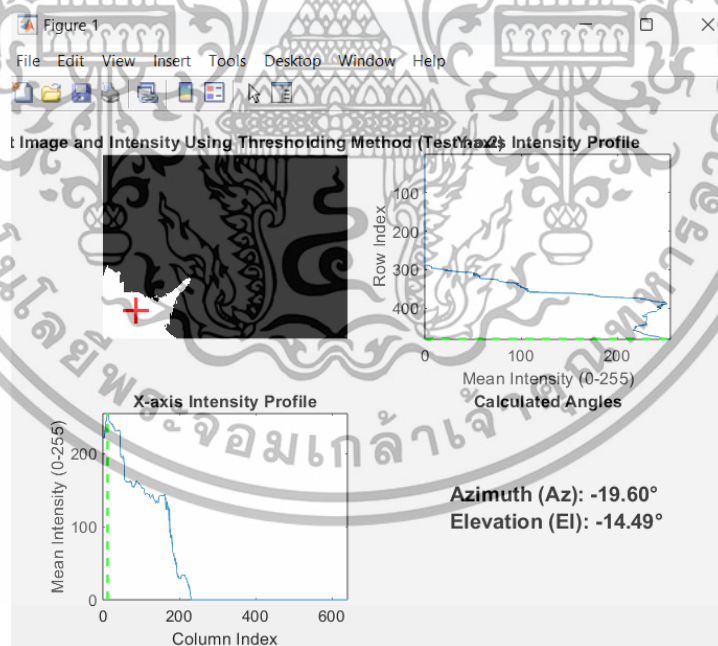 Figure 1
File Edit View Insert Tools Desktop Window Help
t Image and Intensity Using Thresholding Method (Test
Y-axis Intensity Profile
100
200
300
400
Row Index
0 100 200
Mean Intensity (0-255)
X-axis Intensity Profile
Calculated Angles
200
100
0
Mean Intensity (0-255)
0 200 400 600
Column Index
Azimuth (Az): -19.60°
Elevation (El): -14.49°